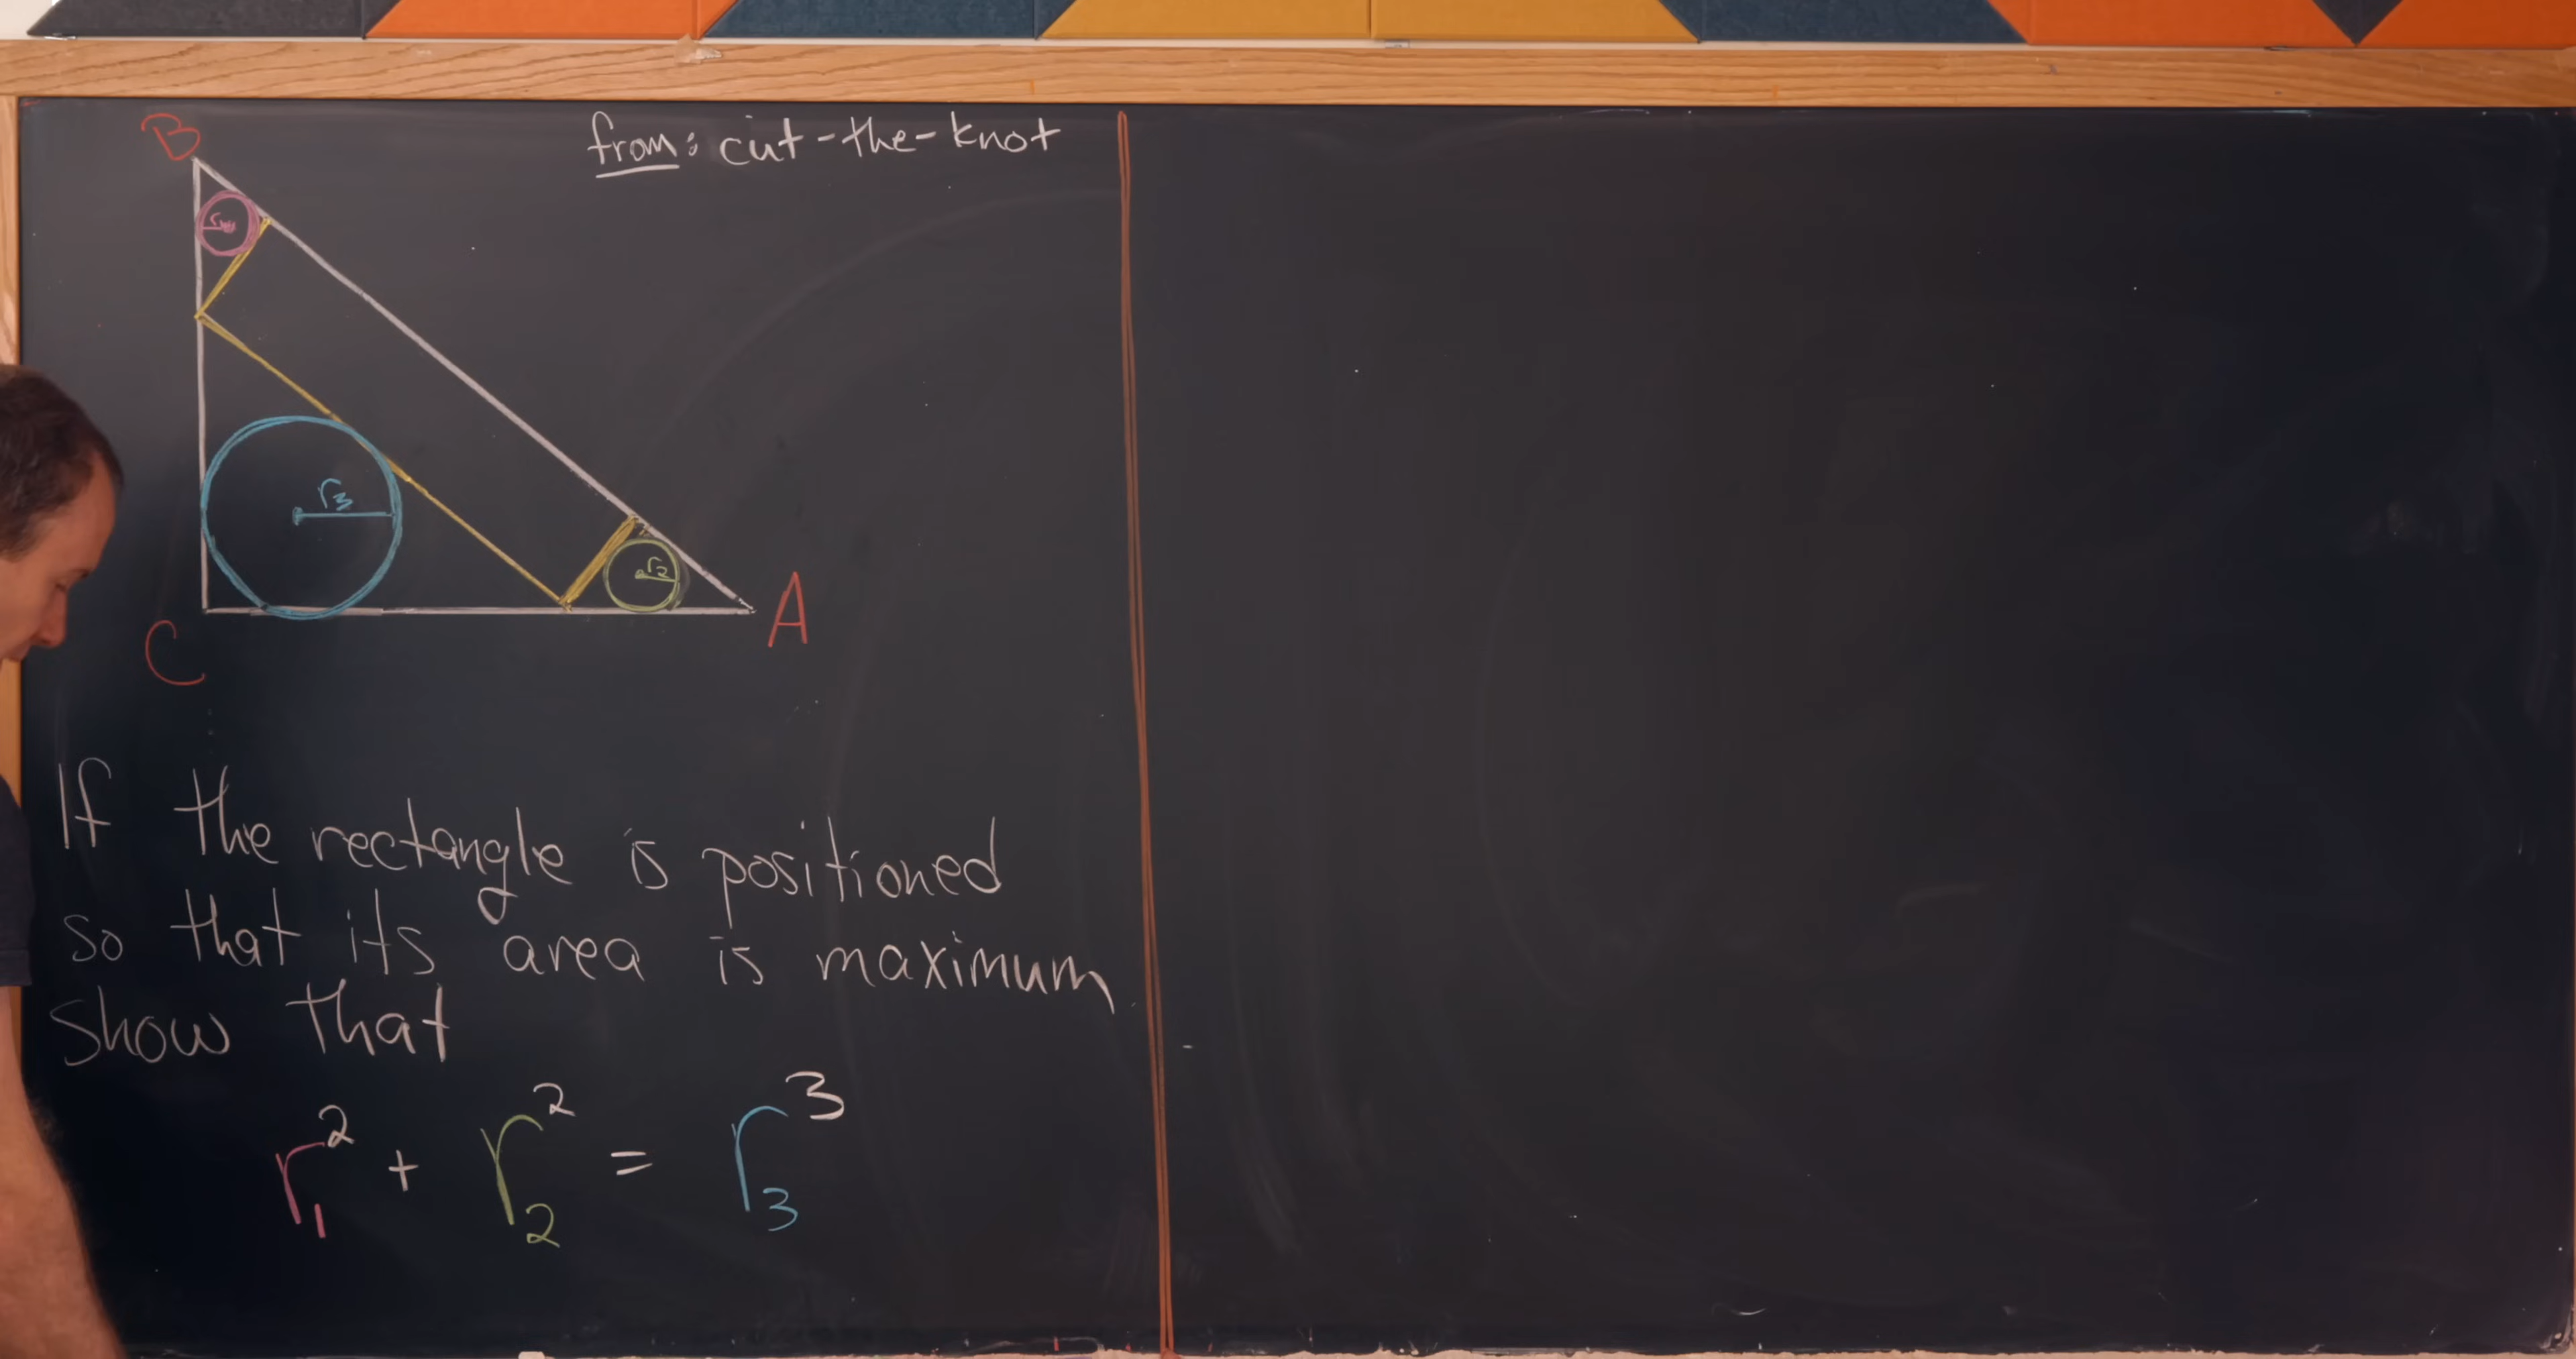 from: cut-the-knot
B
r₃
r₂
C
A
If the rectangle is positioned
so that its area is maximum
show that
r₁² + r₂² = r₃³